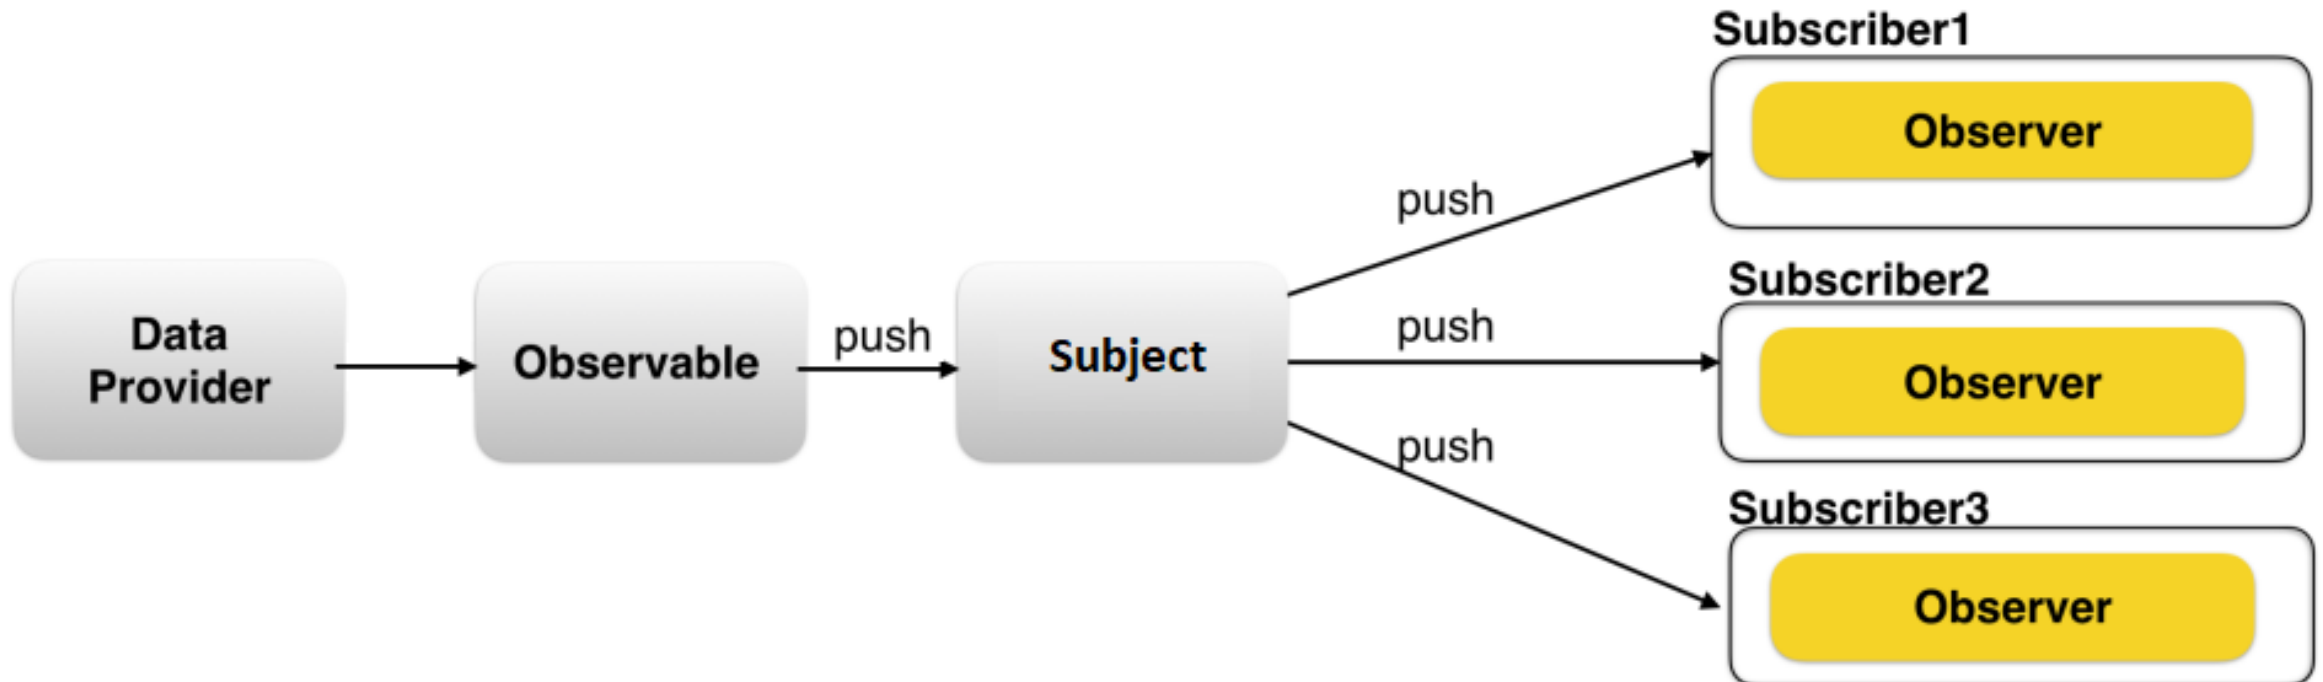 Subscriber1
Observer
push
Subscriber2
Data
Provider
Observable
push
Subject
push
Observer
push
Subscriber3
Observer